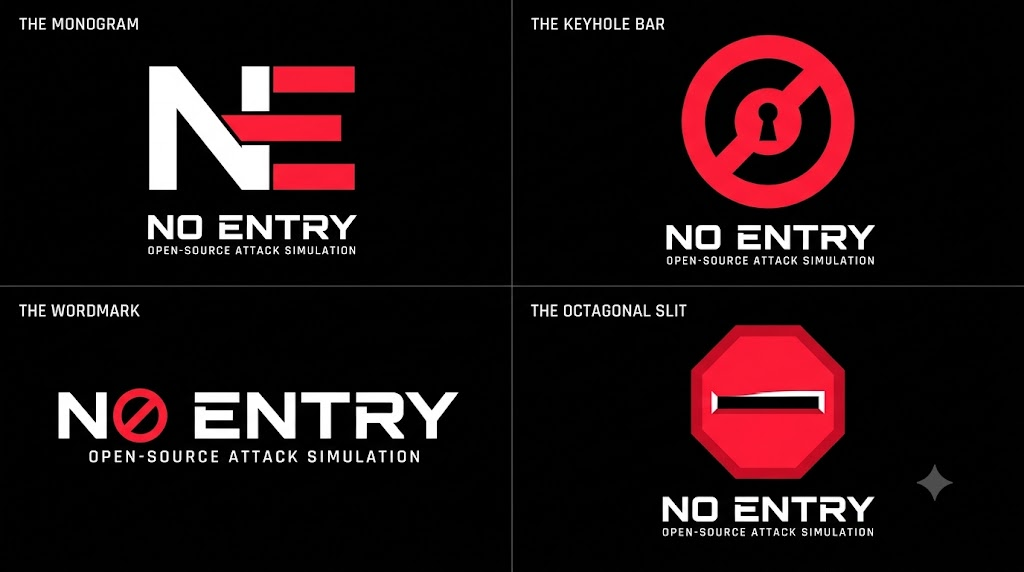 THE MONOGRAM
NE
NO ENTRY
OPEN-SOURCE ATTACK SIMULATION
THE KEYHOLE BAR
NO ENTRY
OPEN-SOURCE ATTACK SIMULATION
THE WORDMARK
NO ENTRY
OPEN-SOURCE ATTACK SIMULATION
THE OCTAGONAL SLIT
NO ENTRY
OPEN-SOURCE ATTACK SIMULATION